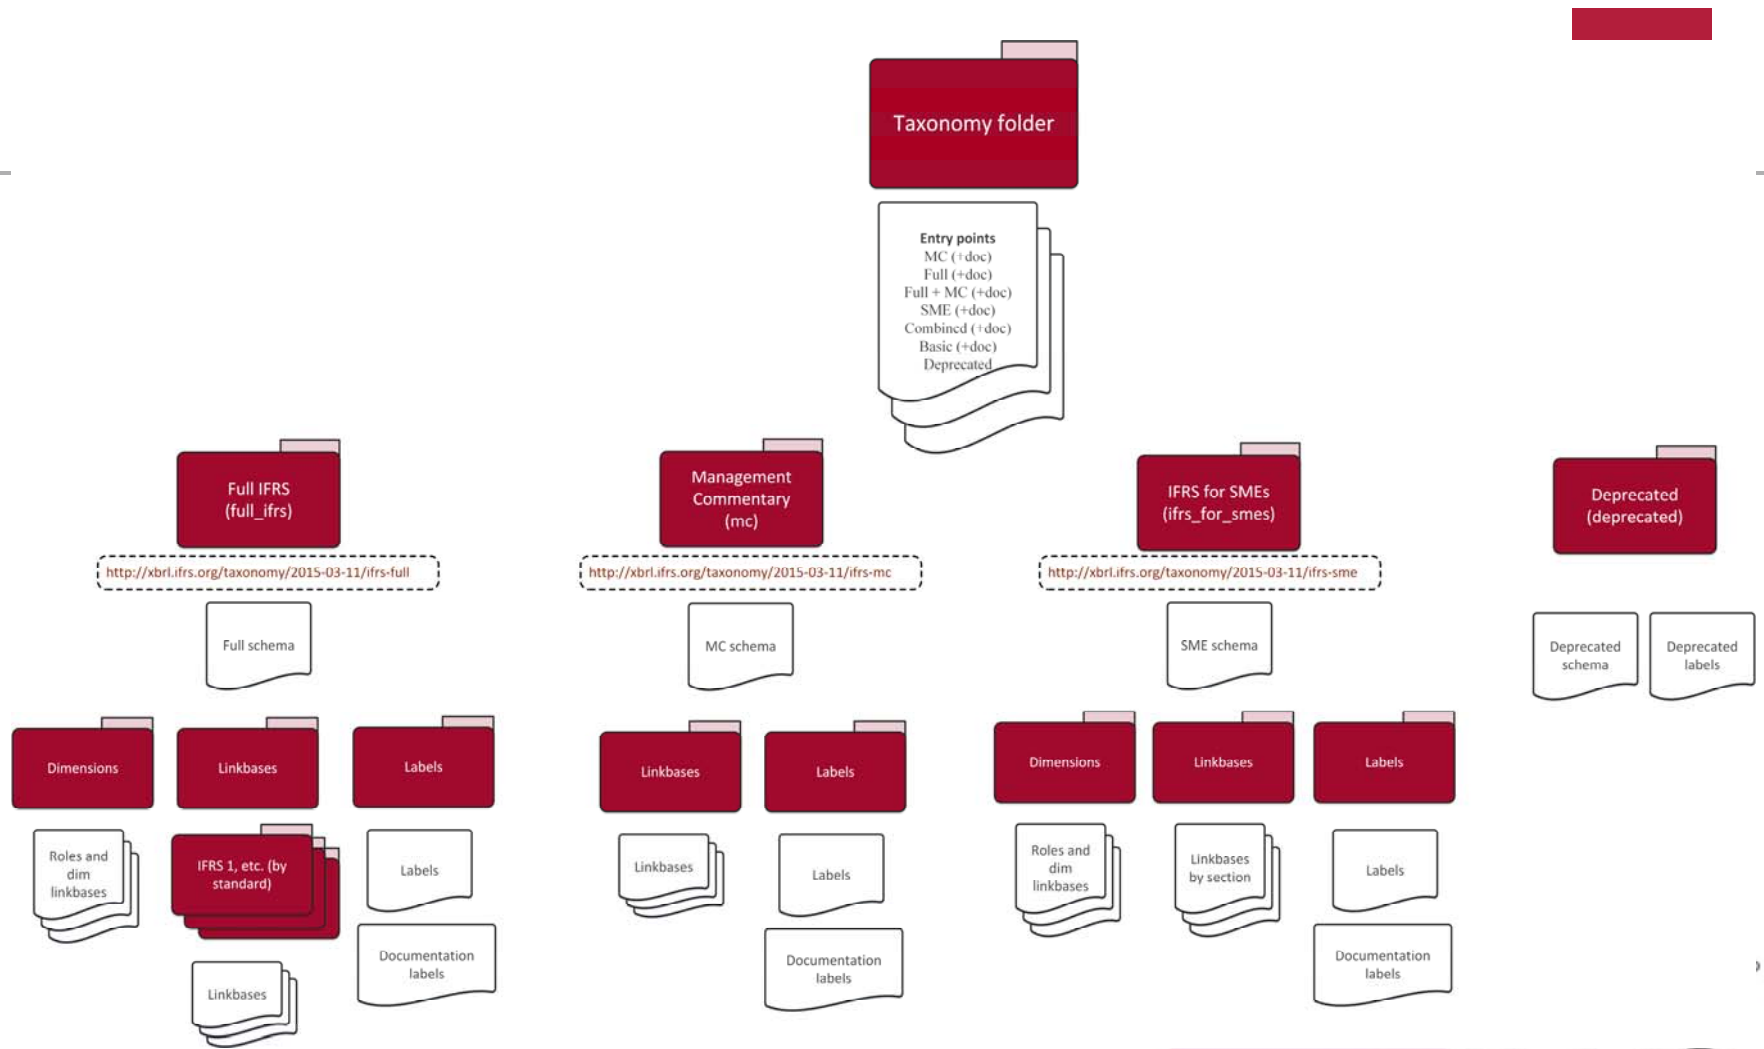 Taxonomy folder
Entry points
MC (+doc)
Full (+doc)
Full + MC (+doc)
SME (+doc)
Combined (+doc)
Basic (+doc)
Deprecated
Full IFRS
(full_ifrs)
Management
Commentary
(mc)
IFRS for SMEs
(ifrs_for_smes)
Deprecated
(deprecated)
http://xbrl.ifrs.org/taxonomy/2015-03-11/ifrs-full
http://xbrl.ifrs.org/taxonomy/2015-03-11/ifrs-mc
http://xbrl.ifrs.org/taxonomy/2015-03-11/ifrs-sme
Full schema
MC schema
SME schema
Deprecated
schema
Deprecated
labels
Dimensions
Linkbases
Labels
Linkbases
Labels
Dimensions
Linkbases
Labels
Roles and
dim
linkbases
IFRS 1, etc. (by
standard)
Labels
Linkbases
Labels
Roles and
dim
linkbases
Linkbases
by section
Labels
Documentation
labels
Documentation
labels
Documentation
labels
Linkbases